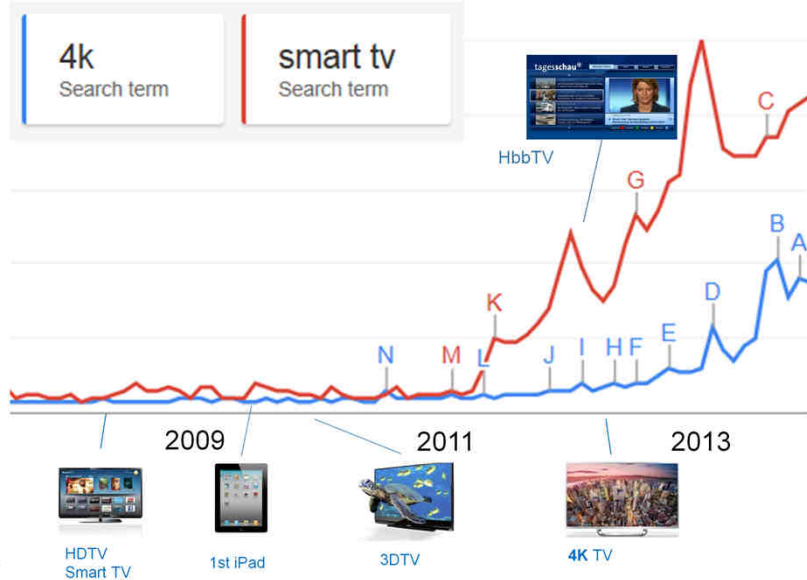 4k
Search term
smart tv
Search term
tagesschau
HbbTV
C
G
B
A
K
D
N
M
L
J
I
H
F
E
2009
2011
2013
HDTV
Smart TV
1st iPad
3DTV
4K TV